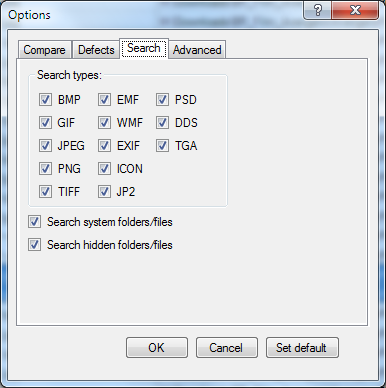 Options
Compare Defects Search Advanced
Search types:
BMP EMF PSD
GIF WMF DDS
JPEG EXIF TGA
PNG ICON
TIFF JP2
Search system folders/files
Search hidden folders/files
OK Cancel Set default